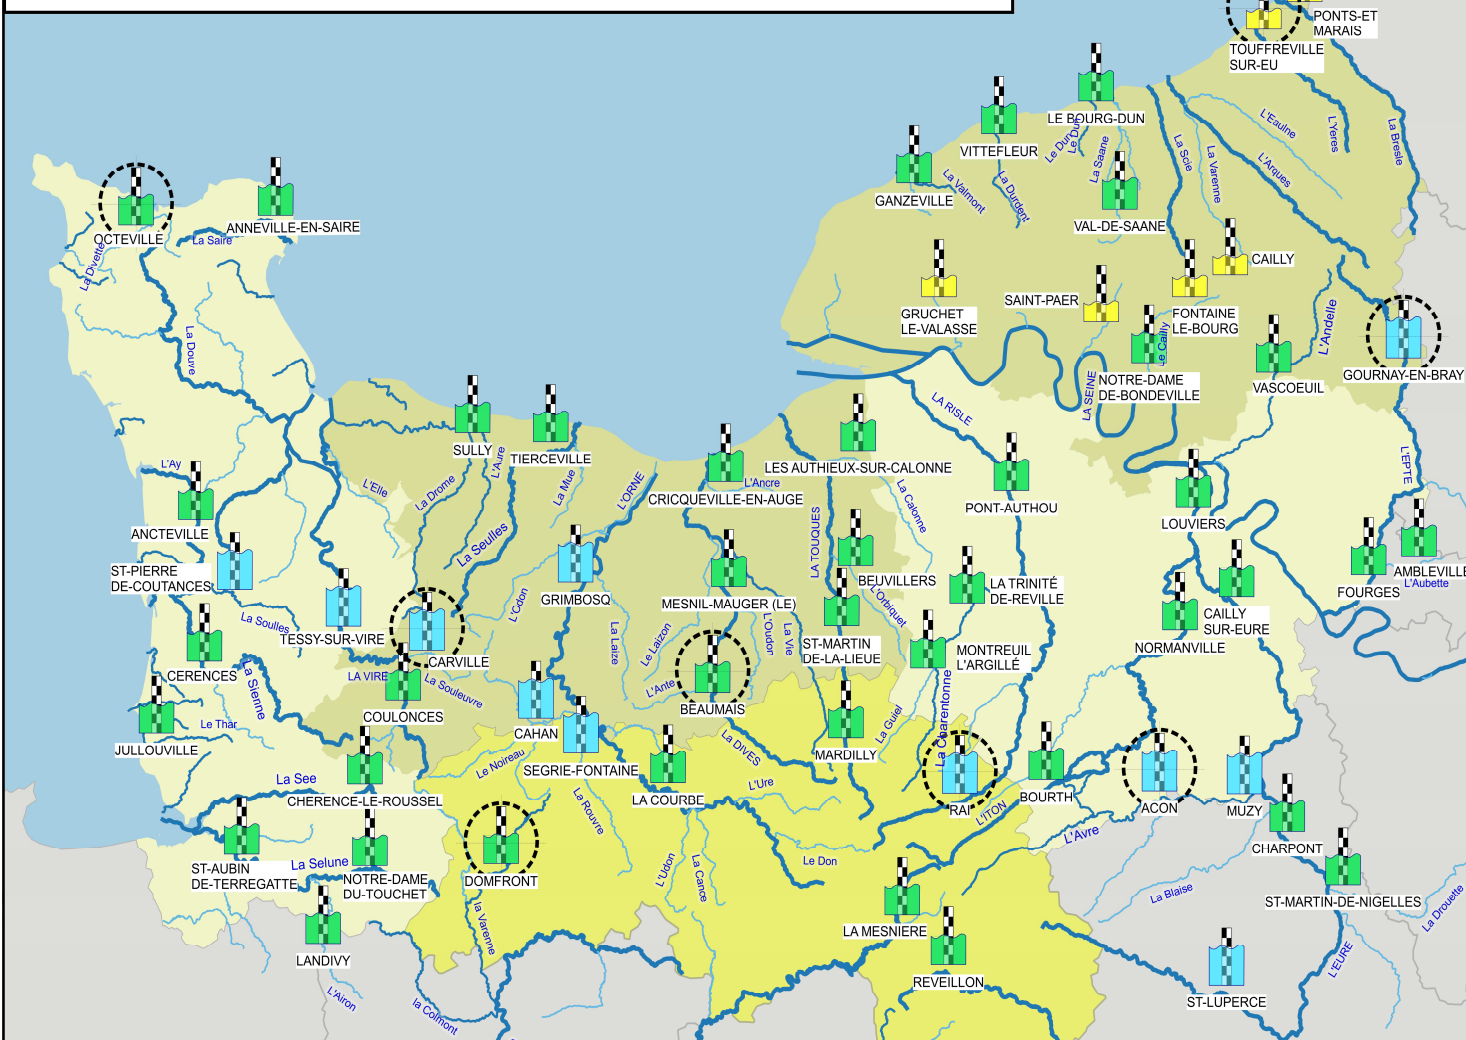 PONTS-ET
MARAIS
TOUFFREVILLE
SUR-EU
LE BOURG-DUN
Le Dun
Le Dun
VITTEFLEUR
La Saane
La Scie
La Varenne
L'Eaulne
L'Arques
L'Yeres
La Bresle
GANZEVILLE
La Valmont
La Durdent
VAL-DE-SAANE
OCTEVILLE
ANNEVILLE-EN-SAIRE
La Saire
La Divette
CAILLY
SAINT-PAER
GRUCHET
LE-VALASSE
FONTAINE
LE-BOURG
Le Cailly
L'Andelle
La Douve
NOTRE-DAME
DE-BONDEVILLE
VASCOEUIL
GOURNAY-EN-BRAY
LA SEINE
LA RISLE
SULLY
TIERCEVILLE
LES AUTHIEUX-SUR-CALONNE
L'Ay
L'Elle
La Drome
L'Aure
La Mue
L'ORNE
L'Ancre
CRICQUEVILLE-EN-AUGE
La Calonne
PONT-AUTHOU
LOUVIERS
L'EPTE
ANCTEVILLE
La Seulles
LA TOUQUES
ST-PIERRE
DE-COUTANCES
GRIMBOSQ
BEUVILLERS
LA TRINITÉ
DE-REVILLE
AMBLEVILLE
L'Aubette
FOURGES
MESNIL-MAUGER (LE)
L'Odon
L'Orbiquet
La Soulles
TESSY-SUR-VIRE
CAILLY
SUR-EURE
NORMANVILLE
CARVILLE
La Laize
Le Laizon
L'Oudon
La Vie
ST-MARTIN
DE-LA-LIEUE
MONTREUIL
L'ARGILLÉ
CERENCES
LA VIRE
La Souleuvre
La Sienne
L'Ante
BEAUMAIS
COULONCES
Le Thar
CAHAN
La Charentonne
La Guiel
JULLOUVILLE
Le Noireau
SEGRIE-FONTAINE
La DIVES
MARDILLY
La See
L'Ure
CHERENCE-LE-ROUSSEL
LA COURBE
La Rouvre
RAI
BOURTH
ACON
MUZY
L'ITON
L'Avre
CHARPONT
ST-AUBIN
DE-TERREGATTE
La Selune
NOTRE-DAME
DU-TOUCHET
DOMFRONT
L'Udon
La Cance
Le Don
La Blaise
ST-MARTIN-DE-NIGELLES
La Drouette
la Varenne
LA MESNIERE
LANDIVY
L'EURE
REVEILLON
L'Airon
la Colmont
ST-LUPERCE